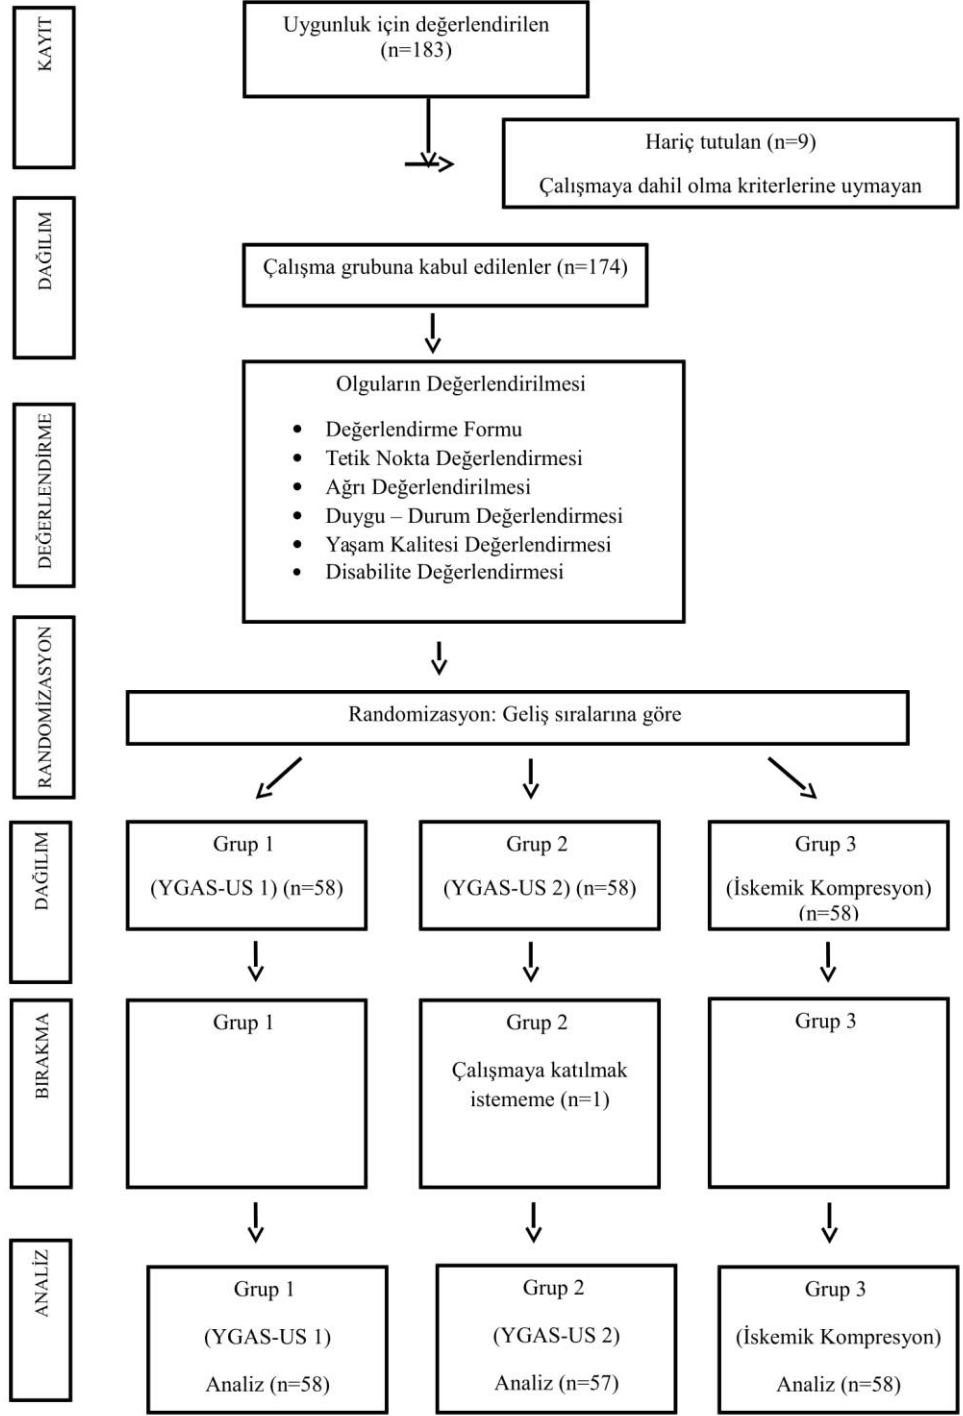 KAYIT
Uygunluk için değerlendirilen
(n=183)
Hariç tutulan (n=9)
Çalışmaya dahil olma kriterlerine uymayan
DAĞILIM
Çalışma grubuna kabul edilenler (n=174)
DEĞERLENDİRME
Olguların Değerlendirilmesi
• Değerlendirme Formu
• Tetik Nokta Değerlendirmesi
• Ağrı Değerlendirilmesi
• Duygu – Durum Değerlendirmesi
• Yaşam Kalitesi Değerlendirmesi
• Disabilite Değerlendirmesi
RANDOMİZASYON
Randomizasyon: Geliş sıralarına göre
DAĞILIM
Grup 1
(YGAS-US 1) (n=58)
Grup 2
(YGAS-US 2) (n=58)
Grup 3
(İskemik Kompresyon)
(n=58)
BIRAKMA
Grup 1
Grup 2
Çalışmaya katılmak
istememe (n=1)
Grup 3
ANALİZ
Grup 1
(YGAS-US 1)
Analiz (n=58)
Grup 2
(YGAS-US 2)
Analiz (n=57)
Grup 3
(İskemik Kompresyon)
Analiz (n=58)